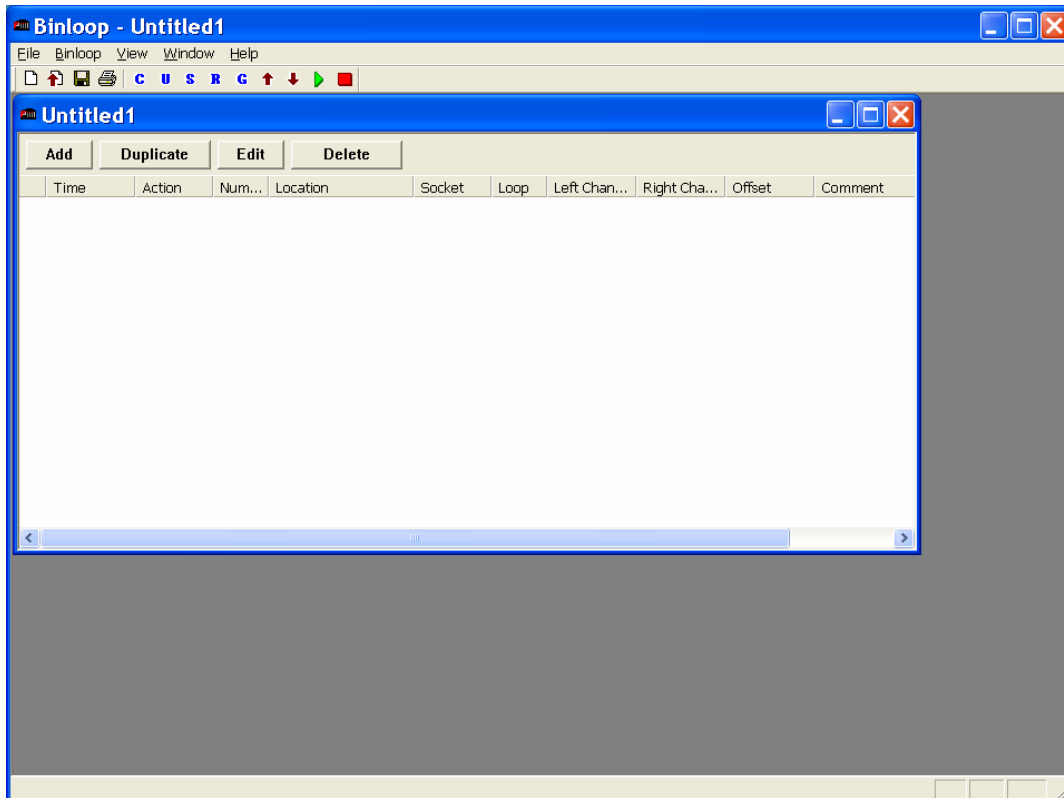 Binloop - Untitled1
File Binloop View Window Help
C U S R G
Untitled1
Add Duplicate Edit Delete
Time Action Num... Location Socket Loop Left Chan... Right Cha... Offset Comment